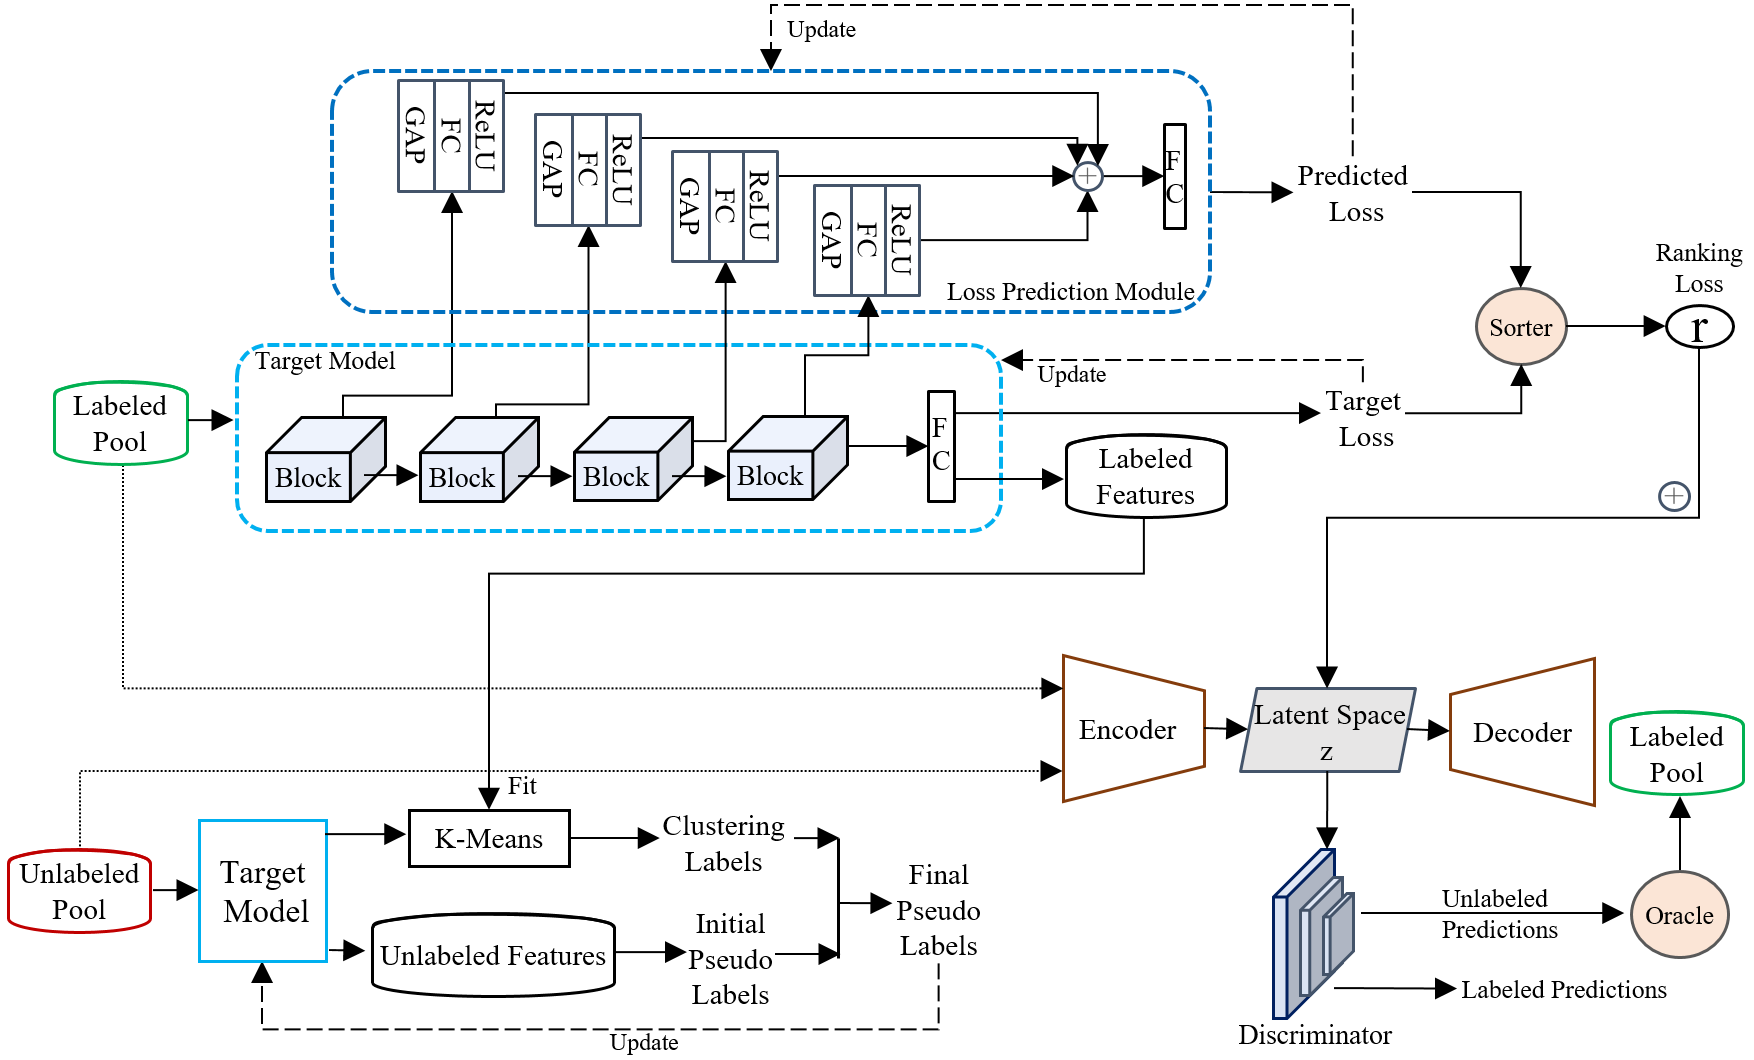 Update
GAP
FC
ReLU
GAP
FC
ReLU
GAP
FC
ReLU
GAP
FC
ReLU
+
F
C
Loss Prediction Module
Predicted
Loss
Ranking
Loss
Sorter
r
Target Model
Update
Labeled
Pool
Block
Block
Block
Block
F
C
Target
Loss
Labeled
Features
+
Encoder
Latent Space
z
Decoder
Labeled
Pool
Fit
K-Means
Clustering
Labels
Unlabeled
Pool
Target
Model
Final
Pseudo
Labels
Unlabeled Features
Initial
Pseudo
Labels
Update
Unlabeled
Predictions
Oracle
Labeled Predictions
Discriminator